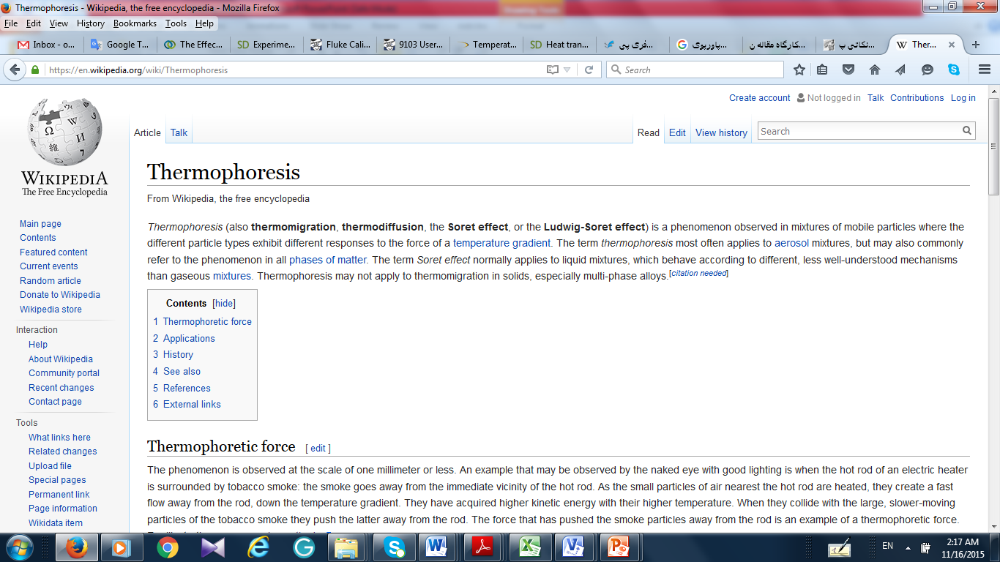 Thermophoresis - Wikipedia, the free encyclopedia - Mozilla Firefox
File Edit View History Bookmarks Tools Help
Inbox - o... Google T... The Effec... SD Experime... Fluke Cali... 9103 User... Temperat... SD Heat tran... فری پی... پاورپوی... کارگاه مقاله ن... نکاتی پ... W Ther...
https://en.wikipedia.org/wiki/Thermophoresis Search
Create account Not logged in Talk Contributions Log in
Article Talk Read Edit View history Search
WIKIPEDIA
The Free Encyclopedia
Main page
Contents
Featured content
Current events
Random article
Donate to Wikipedia
Wikipedia store
Interaction
Help
About Wikipedia
Community portal
Recent changes
Contact page
Tools
What links here
Related changes
Upload file
Special pages
Permanent link
Page information
Wikidata item
Thermophoresis
From Wikipedia, the free encyclopedia
Thermophoresis (also thermomigration, thermodiffusion, the Soret effect, or the Ludwig-Soret effect) is a phenomenon observed in mixtures of mobile particles where the
different particle types exhibit different responses to the force of a temperature gradient. The term thermophoresis most often applies to aerosol mixtures, but may also commonly
refer to the phenomenon in all phases of matter. The term Soret effect normally applies to liquid mixtures, which behave according to different, less well-understood mechanisms
than gaseous mixtures. Thermophoresis may not apply to thermomigration in solids, especially multi-phase alloys.[citation needed]
Contents [hide]
1 Thermophoretic force
2 Applications
3 History
4 See also
5 References
6 External links
Thermophoretic force [ edit ]
The phenomenon is observed at the scale of one millimeter or less. An example that may be observed by the naked eye with good lighting is when the hot rod of an electric heater
is surrounded by tobacco smoke: the smoke goes away from the immediate vicinity of the hot rod. As the small particles of air nearest the hot rod are heated, they create a fast
flow away from the rod, down the temperature gradient. They have acquired higher kinetic energy with their higher temperature. When they collide with the large, slower-moving
particles of the tobacco smoke they push the latter away from the rod. The force that has pushed the smoke particles away from the rod is an example of a thermophoretic force.
EN 2:17 AM
11/16/2015